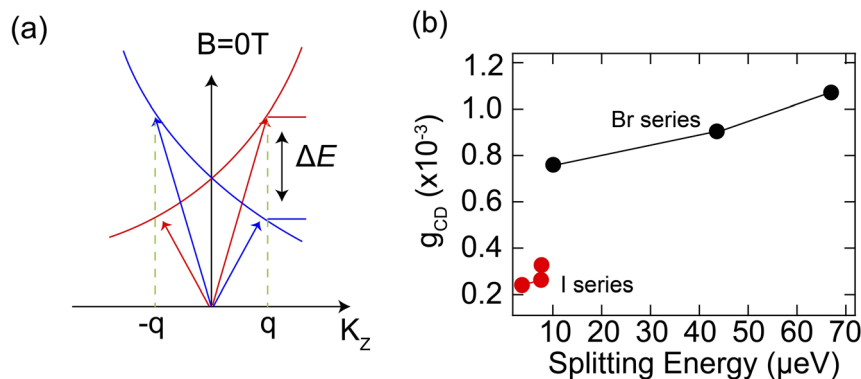 (a)
B=0T
ΔE
-q
q
K_z
(b)
g_CD (x10^-3)
1.2
1.0
0.8
0.6
0.4
0.2
Br series
I series
10 20 30 40 50 60 70
Splitting Energy (μeV)